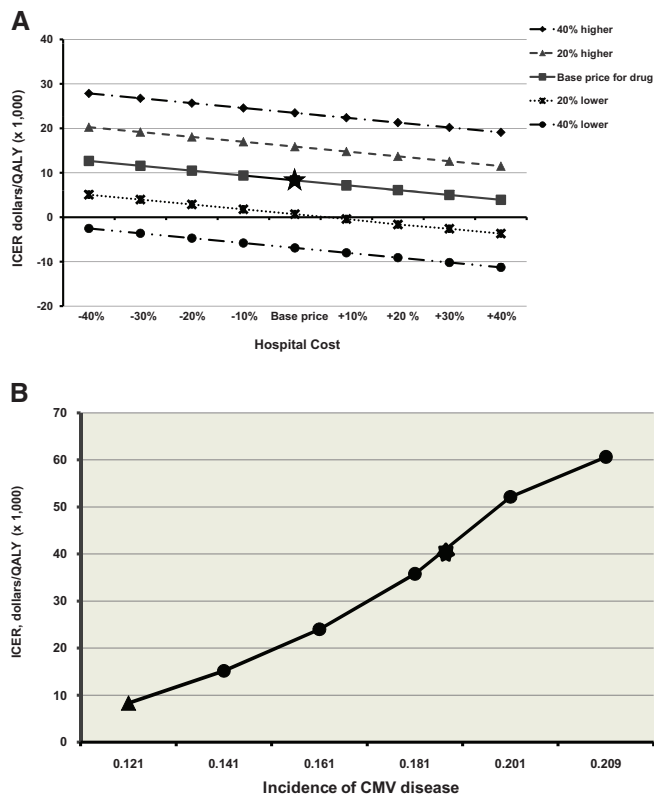 A
40% higher
20% higher
Base price for drug
20% lower
40% lower
ICER dollars/QALY (x 1,000)
40
30
20
10
0
-10
-20
-40%
-30%
-20%
-10%
Base price
+10%
+20 %
+30%
+40%
Hospital Cost
B
ICER, dollars/QALY (x 1,000)
70
60
50
40
30
20
10
0
0.121
0.141
0.161
0.181
0.201
0.209
Incidence of CMV disease